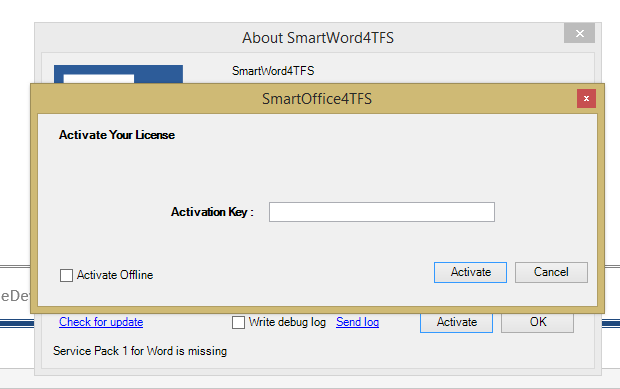 About SmartWord4TFS
SmartWord4TFS
SmartOffice4TFS
Activate Your License
Activation Key :
Activate Offline
Activate Cancel
Check for update Write debug log Send log Activate OK
Service Pack 1 for Word is missing